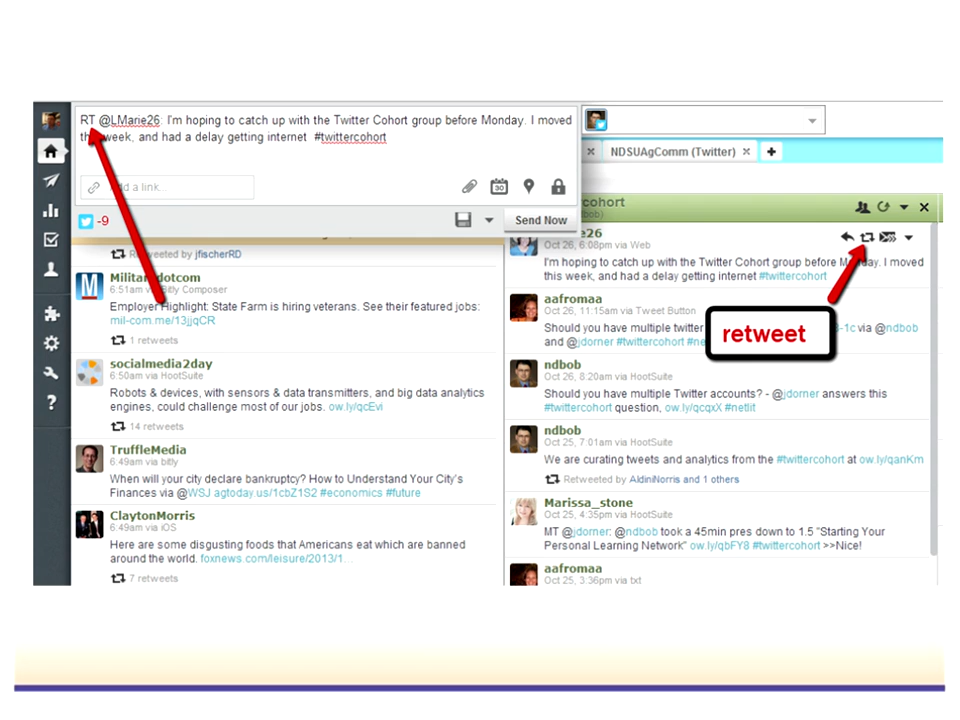 RT @LMarie26: I'm hoping to catch up with the Twitter Cohort group before Monday. I moved
week, and had a delay getting internet #twittercohort
a link...
30
-9
Send Now
NDSUAgComm (Twitter) × +
Retweeted by jfischerRD
6:51am via Bitly Composer
Employer Highlight: State Farm is hiring veterans. See their featured jobs:
mil-com.me/13jjqCR
1 retweets
socialmedia2day
6:50am via HootSuite
Robots & devices, with sensors & data transmitters, and big data analytics
engines, could challenge most of our jobs. ow.ly/qcEvi
14 retweets
TruffleMedia
6:49am via bitly
When will your city declare bankruptcy? How to Understand Your City's
Finances via @WSJ agtoday.us/1cbZ1S2 #economics #future
ClaytonMorris
6:49am via iOS
Here are some disgusting foods that Americans eat which are banned
around the world. foxnews.com/leisure/2013/1...
7 retweets
cohort
bob)
e26
Oct 26, 6:08pm via Web
I'm hoping to catch up with the Twitter Cohort group before Monday. I moved
this week, and had a delay getting internet #twittercohort
aafromaa
Oct 26, 11:15am via Tweet Button
Should you have multiple twitter -1c via @ndbob
and @jdorner #twittercohort
retweet
ndbob
Oct 26, 8:20am via HootSuite
Should you have multiple Twitter accounts? - @jdorner answers this
#twittercohort question, ow.ly/qcqxX #netlit
ndbob
Oct 25, 7:01am via HootSuite
We are curating tweets and analytics from the #twittercohort at ow.ly/qanKm
Retweeted by AldiniNorris and 1 others
Marissa_stone
Oct 25, 4:35pm via HootSuite
MT @jdorner: @ndbob took a 45min pres down to 1.5 "Starting Your
Personal Learning Network" ow.ly/qbFY8 #twittercohort >>Nice!
aafromaa
Oct 25, 3:36pm via txt